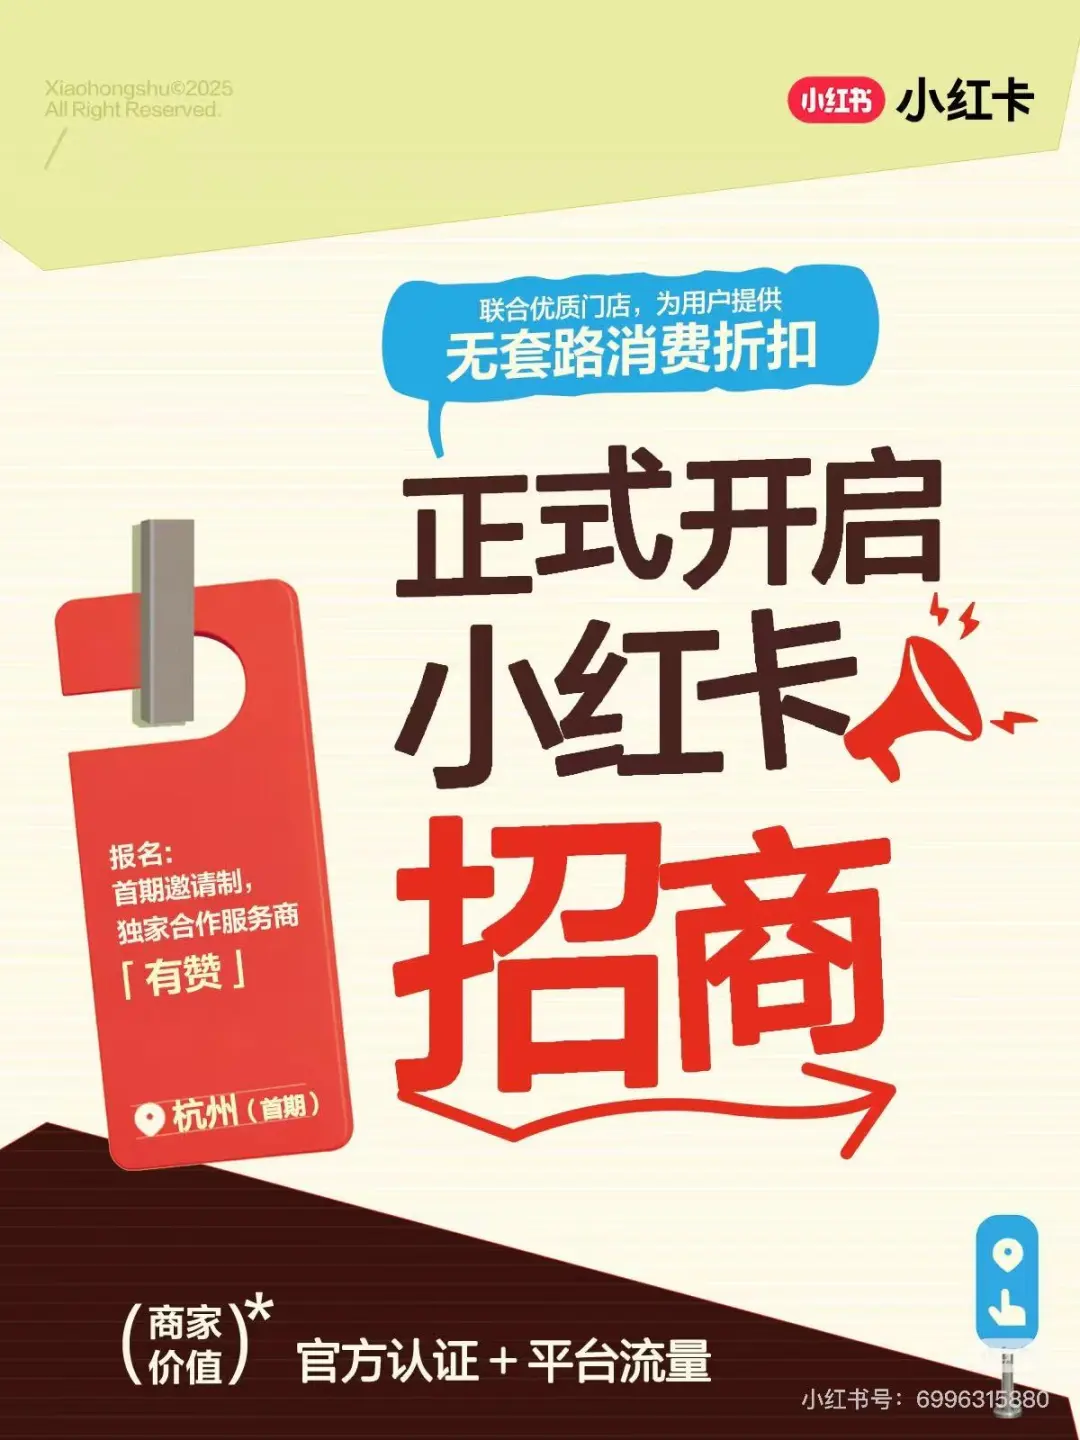 Xiaohongshu©2025
All Right Reserved.
小红书 小红卡
联合优质门店，为用户提供
无套路消费折扣
正式开启
小红卡
招商
报名：
首期邀请制，
独家合作服务商
「有赞」
杭州（首期）
（商家价值）*
官方认证＋平台流量
小红书号：6996315880